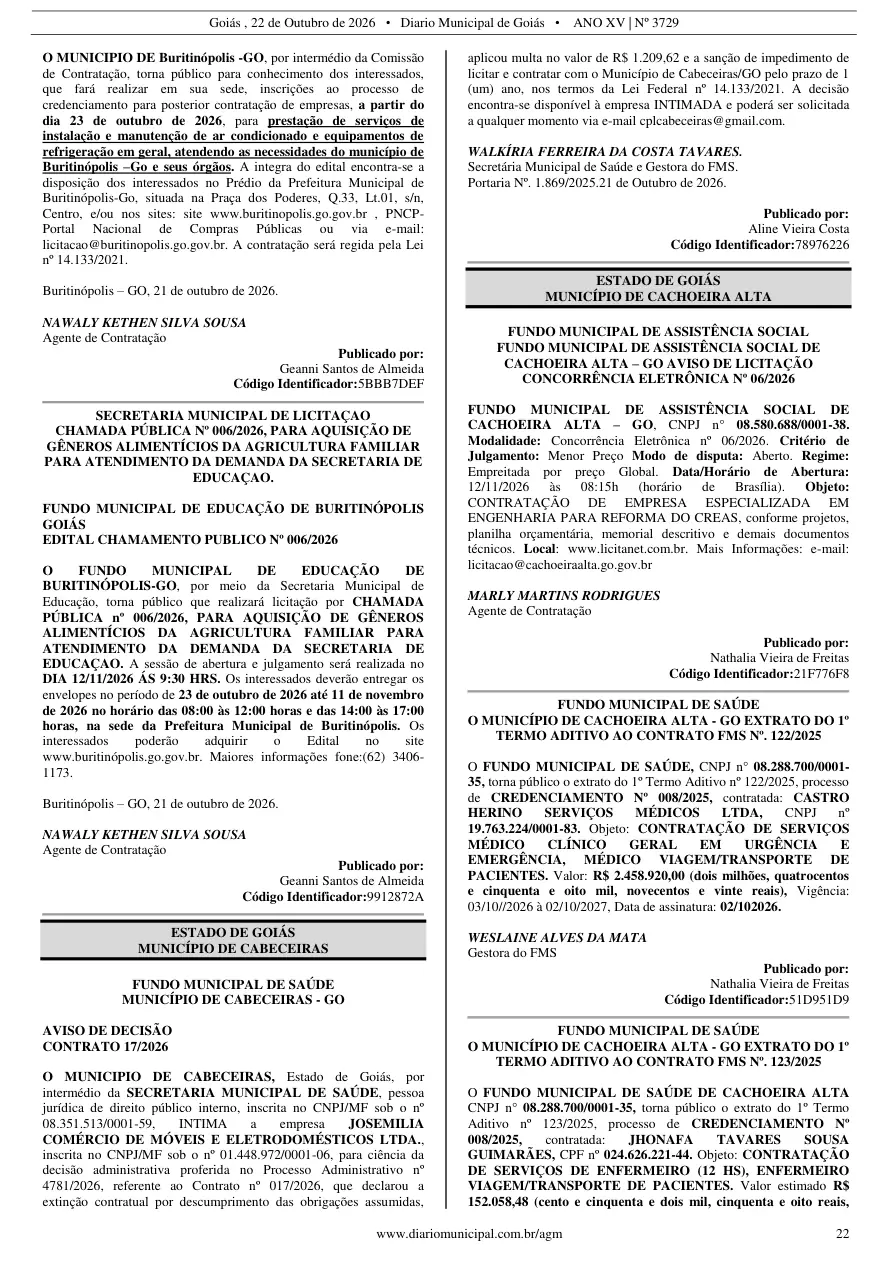 Goiás , 22 de Outubro de 2026 • Diario Municipal de Goiás • ANO XV | Nº 3729
O MUNICIPIO DE Buritinópolis -GO, por intermédio da Comissão
de Contratação, torna público para conhecimento dos interessados,
que fará realizar em sua sede, inscrições ao processo de
credenciamento para posterior contratação de empresas, a partir do
dia 23 de outubro de 2026, para prestação de serviços de
instalação e manutenção de ar condicionado e equipamentos de
refrigeração em geral, atendendo as necessidades do município de
Buritinópolis –Go e seus órgãos. A integra do edital encontra-se a
disposição dos interessados no Prédio da Prefeitura Municipal de
Buritinópolis-Go, situada na Praça dos Poderes, Q.33, Lt.01, s/n,
Centro, e/ou nos sites: site www.buritinopolis.go.gov.br , PNCP-
Portal Nacional de Compras Públicas ou via e-mail:
licitacao@buritinopolis.go.gov.br. A contratação será regida pela Lei
nº 14.133/2021.
Buritinópolis – GO, 21 de outubro de 2026.
NAWALY KETHEN SILVA SOUSA
Agente de Contratação
Publicado por:
Geanni Santos de Almeida
Código Identificador:5BBB7DEF
SECRETARIA MUNICIPAL DE LICITAÇAO
CHAMADA PÚBLICA Nº 006/2026, PARA AQUISIÇÃO DE
GÊNEROS ALIMENTÍCIOS DA AGRICULTURA FAMILIAR
PARA ATENDIMENTO DA DEMANDA DA SECRETARIA DE
EDUCAÇAO.
FUNDO MUNICIPAL DE EDUCAÇÃO DE BURITINÓPOLIS
GOIÁS
EDITAL CHAMAMENTO PUBLICO Nº 006/2026
O FUNDO MUNICIPAL DE EDUCAÇÃO DE
BURITINÓPOLIS-GO, por meio da Secretaria Municipal de
Educação, torna público que realizará licitação por CHAMADA
PÚBLICA nº 006/2026, PARA AQUISIÇÃO DE GÊNEROS
ALIMENTÍCIOS DA AGRICULTURA FAMILIAR PARA
ATENDIMENTO DA DEMANDA DA SECRETARIA DE
EDUCAÇAO. A sessão de abertura e julgamento será realizada no
DIA 12/11/2026 ÁS 9:30 HRS. Os interessados deverão entregar os
envelopes no período de 23 de outubro de 2026 até 11 de novembro
de 2026 no horário das 08:00 às 12:00 horas e das 14:00 às 17:00
horas, na sede da Prefeitura Municipal de Buritinópolis. Os
interessados poderão adquirir o Edital no site
www.buritinópolis.go.gov.br. Maiores informações fone:(62) 3406-
1173.
Buritinópolis – GO, 21 de outubro de 2026.
NAWALY KETHEN SILVA SOUSA
Agente de Contratação
Publicado por:
Geanni Santos de Almeida
Código Identificador:9912872A
ESTADO DE GOIÁS
MUNICÍPIO DE CABECEIRAS
FUNDO MUNICIPAL DE SAÚDE
MUNICÍPIO DE CABECEIRAS - GO
AVISO DE DECISÃO
CONTRATO 17/2026
O MUNICIPIO DE CABECEIRAS, Estado de Goiás, por
intermédio da SECRETARIA MUNICIPAL DE SAÚDE, pessoa
jurídica de direito público interno, inscrita no CNPJ/MF sob o nº
08.351.513/0001-59, INTIMA a empresa JOSEMILIA
COMÉRCIO DE MÓVEIS E ELETRODOMÉSTICOS LTDA.,
inscrita no CNPJ/MF sob o nº 01.448.972/0001-06, para ciência da
decisão administrativa proferida no Processo Administrativo nº
4781/2026, referente ao Contrato nº 017/2026, que declarou a
extinção contratual por descumprimento das obrigações assumidas,
aplicou multa no valor de R$ 1.209,62 e a sanção de impedimento de
licitar e contratar com o Município de Cabeceiras/GO pelo prazo de 1
(um) ano, nos termos da Lei Federal nº 14.133/2021. A decisão
encontra-se disponível à empresa INTIMADA e poderá ser solicitada
a qualquer momento via e-mail cplcabeceiras@gmail.com.
WALKÍRIA FERREIRA DA COSTA TAVARES.
Secretária Municipal de Saúde e Gestora do FMS.
Portaria Nº. 1.869/2025.21 de Outubro de 2026.
Publicado por:
Aline Vieira Costa
Código Identificador:78976226
ESTADO DE GOIÁS
MUNICÍPIO DE CACHOEIRA ALTA
FUNDO MUNICIPAL DE ASSISTÊNCIA SOCIAL
FUNDO MUNICIPAL DE ASSISTÊNCIA SOCIAL DE
CACHOEIRA ALTA – GO AVISO DE LICITAÇÃO
CONCORRÊNCIA ELETRÔNICA Nº 06/2026
FUNDO MUNICIPAL DE ASSISTÊNCIA SOCIAL DE
CACHOEIRA ALTA – GO, CNPJ n° 08.580.688/0001-38.
Modalidade: Concorrência Eletrônica nº 06/2026. Critério de
Julgamento: Menor Preço Modo de disputa: Aberto. Regime:
Empreitada por preço Global. Data/Horário de Abertura:
12/11/2026 às 08:15h (horário de Brasília). Objeto:
CONTRATAÇÃO DE EMPRESA ESPECIALIZADA EM
ENGENHARIA PARA REFORMA DO CREAS, conforme projetos,
planilha orçamentária, memorial descritivo e demais documentos
técnicos. Local: www.licitanet.com.br. Mais Informações: e-mail:
licitacao@cachoeiraalta.go.gov.br
MARLY MARTINS RODRIGUES
Agente de Contratação
Publicado por:
Nathalia Vieira de Freitas
Código Identificador:21F776F8
FUNDO MUNICIPAL DE SAÚDE
O MUNICÍPIO DE CACHOEIRA ALTA - GO EXTRATO DO 1º
TERMO ADITIVO AO CONTRATO FMS Nº. 122/2025
O FUNDO MUNICIPAL DE SAÚDE, CNPJ n° 08.288.700/0001-
35, torna público o extrato do 1º Termo Aditivo nº 122/2025, processo
de CREDENCIAMENTO Nº 008/2025, contratada: CASTRO
HERINO SERVIÇOS MÉDICOS LTDA, CNPJ nº
19.763.224/0001-83. Objeto: CONTRATAÇÃO DE SERVIÇOS
MÉDICO CLÍNICO GERAL EM URGÊNCIA E
EMERGÊNCIA, MÉDICO VIAGEM/TRANSPORTE DE
PACIENTES. Valor: R$ 2.458.920,00 (dois milhões, quatrocentos
e cinquenta e oito mil, novecentos e vinte reais), Vigência:
03/10//2026 à 02/10/2027, Data de assinatura: 02/102026.
WESLAINE ALVES DA MATA
Gestora do FMS
Publicado por:
Nathalia Vieira de Freitas
Código Identificador:51D951D9
FUNDO MUNICIPAL DE SAÚDE
O MUNICÍPIO DE CACHOEIRA ALTA - GO EXTRATO DO 1º
TERMO ADITIVO AO CONTRATO FMS Nº. 123/2025
O FUNDO MUNICIPAL DE SAÚDE DE CACHOEIRA ALTA
CNPJ n° 08.288.700/0001-35, torna público o extrato do 1º Termo
Aditivo nº 123/2025, processo de CREDENCIAMENTO Nº
008/2025, contratada: JHONAFA TAVARES SOUSA
GUIMARÃES, CPF nº 024.626.221-44. Objeto: CONTRATAÇÃO
DE SERVIÇOS DE ENFERMEIRO (12 HS), ENFERMEIRO
VIAGEM/TRANSPORTE DE PACIENTES. Valor estimado R$
152.058,48 (cento e cinquenta e dois mil, cinquenta e oito reais,
www.diariomunicipal.com.br/agm
22